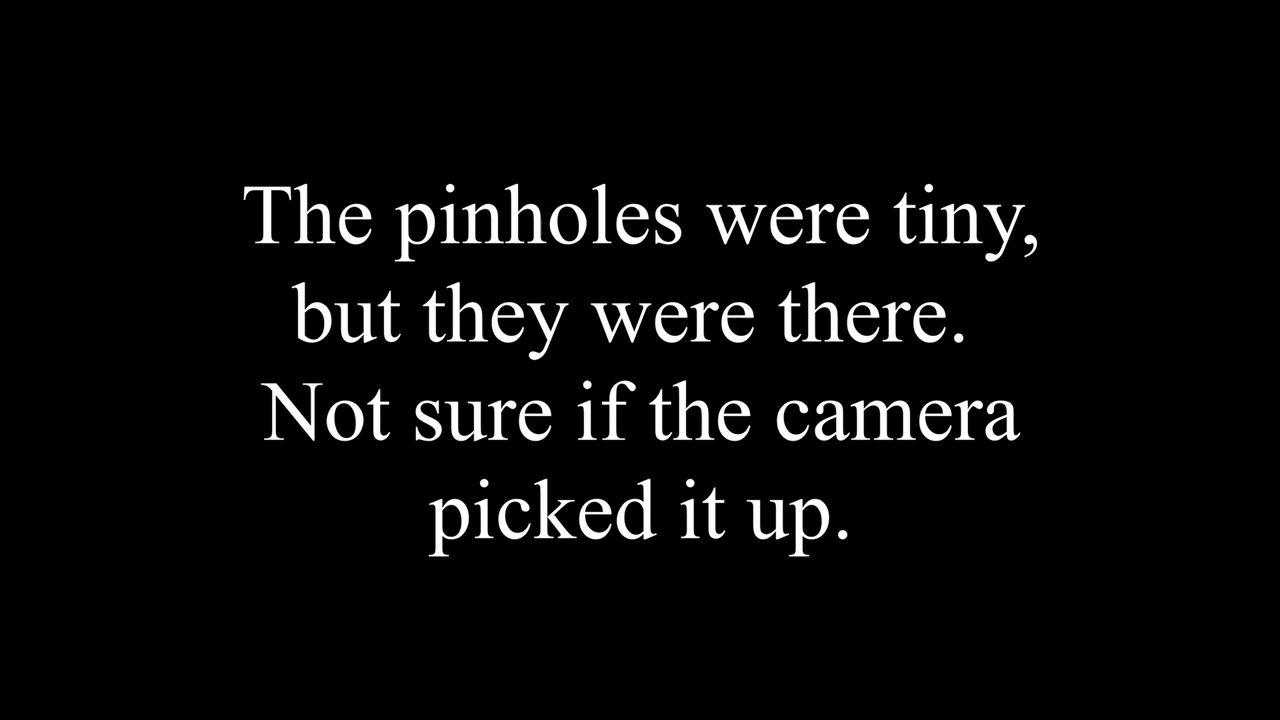 The pinholes were tiny,
but they were there.
Not sure if the camera
picked it up.